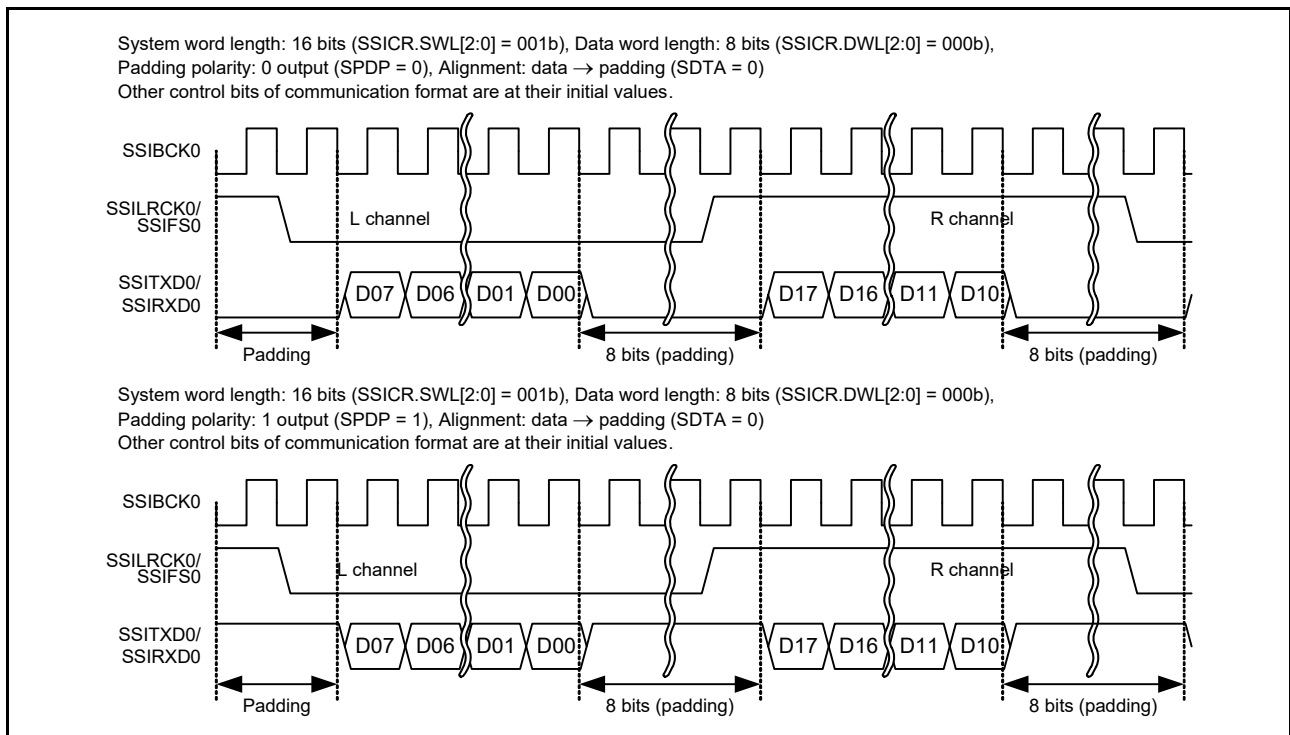 System word length: 16 bits (SSICR.SWL[2:0] = 001b), Data word length: 8 bits (SSICR.DWL[2:0] = 000b),
Padding polarity: 0 output (SPDP = 0), Alignment: data → padding (SDTA = 0)
Other control bits of communication format are at their initial values.
SSIBCK0
SSILRCK0/
SSIFS0
L channel
R channel
SSITXD0/
SSIRXD0
D07 D06 D01 D00 D17 D16 D11 D10
Padding
8 bits (padding)
8 bits (padding)
System word length: 16 bits (SSICR.SWL[2:0] = 001b), Data word length: 8 bits (SSICR.DWL[2:0] = 000b),
Padding polarity: 1 output (SPDP = 1), Alignment: data → padding (SDTA = 0)
Other control bits of communication format are at their initial values.
SSIBCK0
SSILRCK0/
SSIFS0
L channel
R channel
SSITXD0/
SSIRXD0
D07 D06 D01 D00 D17 D16 D11 D10
Padding
8 bits (padding)
8 bits (padding)